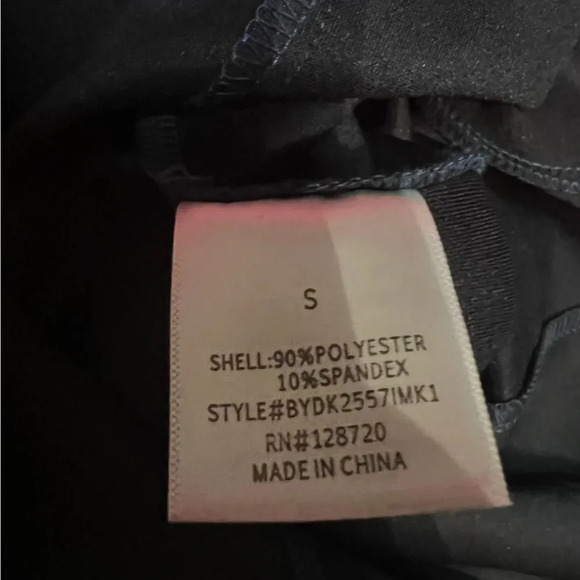 S
SHELL:90%POLYESTER
10%SPANDEX
STYLE#BYDK2557IMK1
RN#128720
MADE IN CHINA